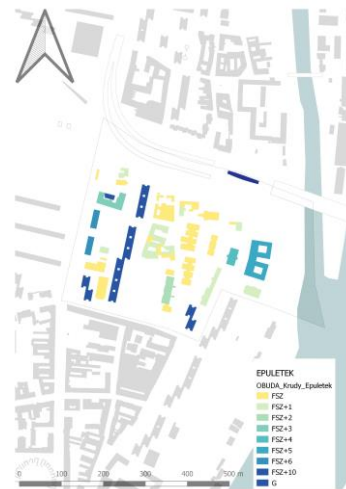 EPULETEK
OBUDA_Krudy_Epuletek
FSZ
FSZ+1
FSZ+2
FSZ+3
FSZ+4
FSZ+5
FSZ+6
FSZ+10
G
0 100 200 300 400 500 m